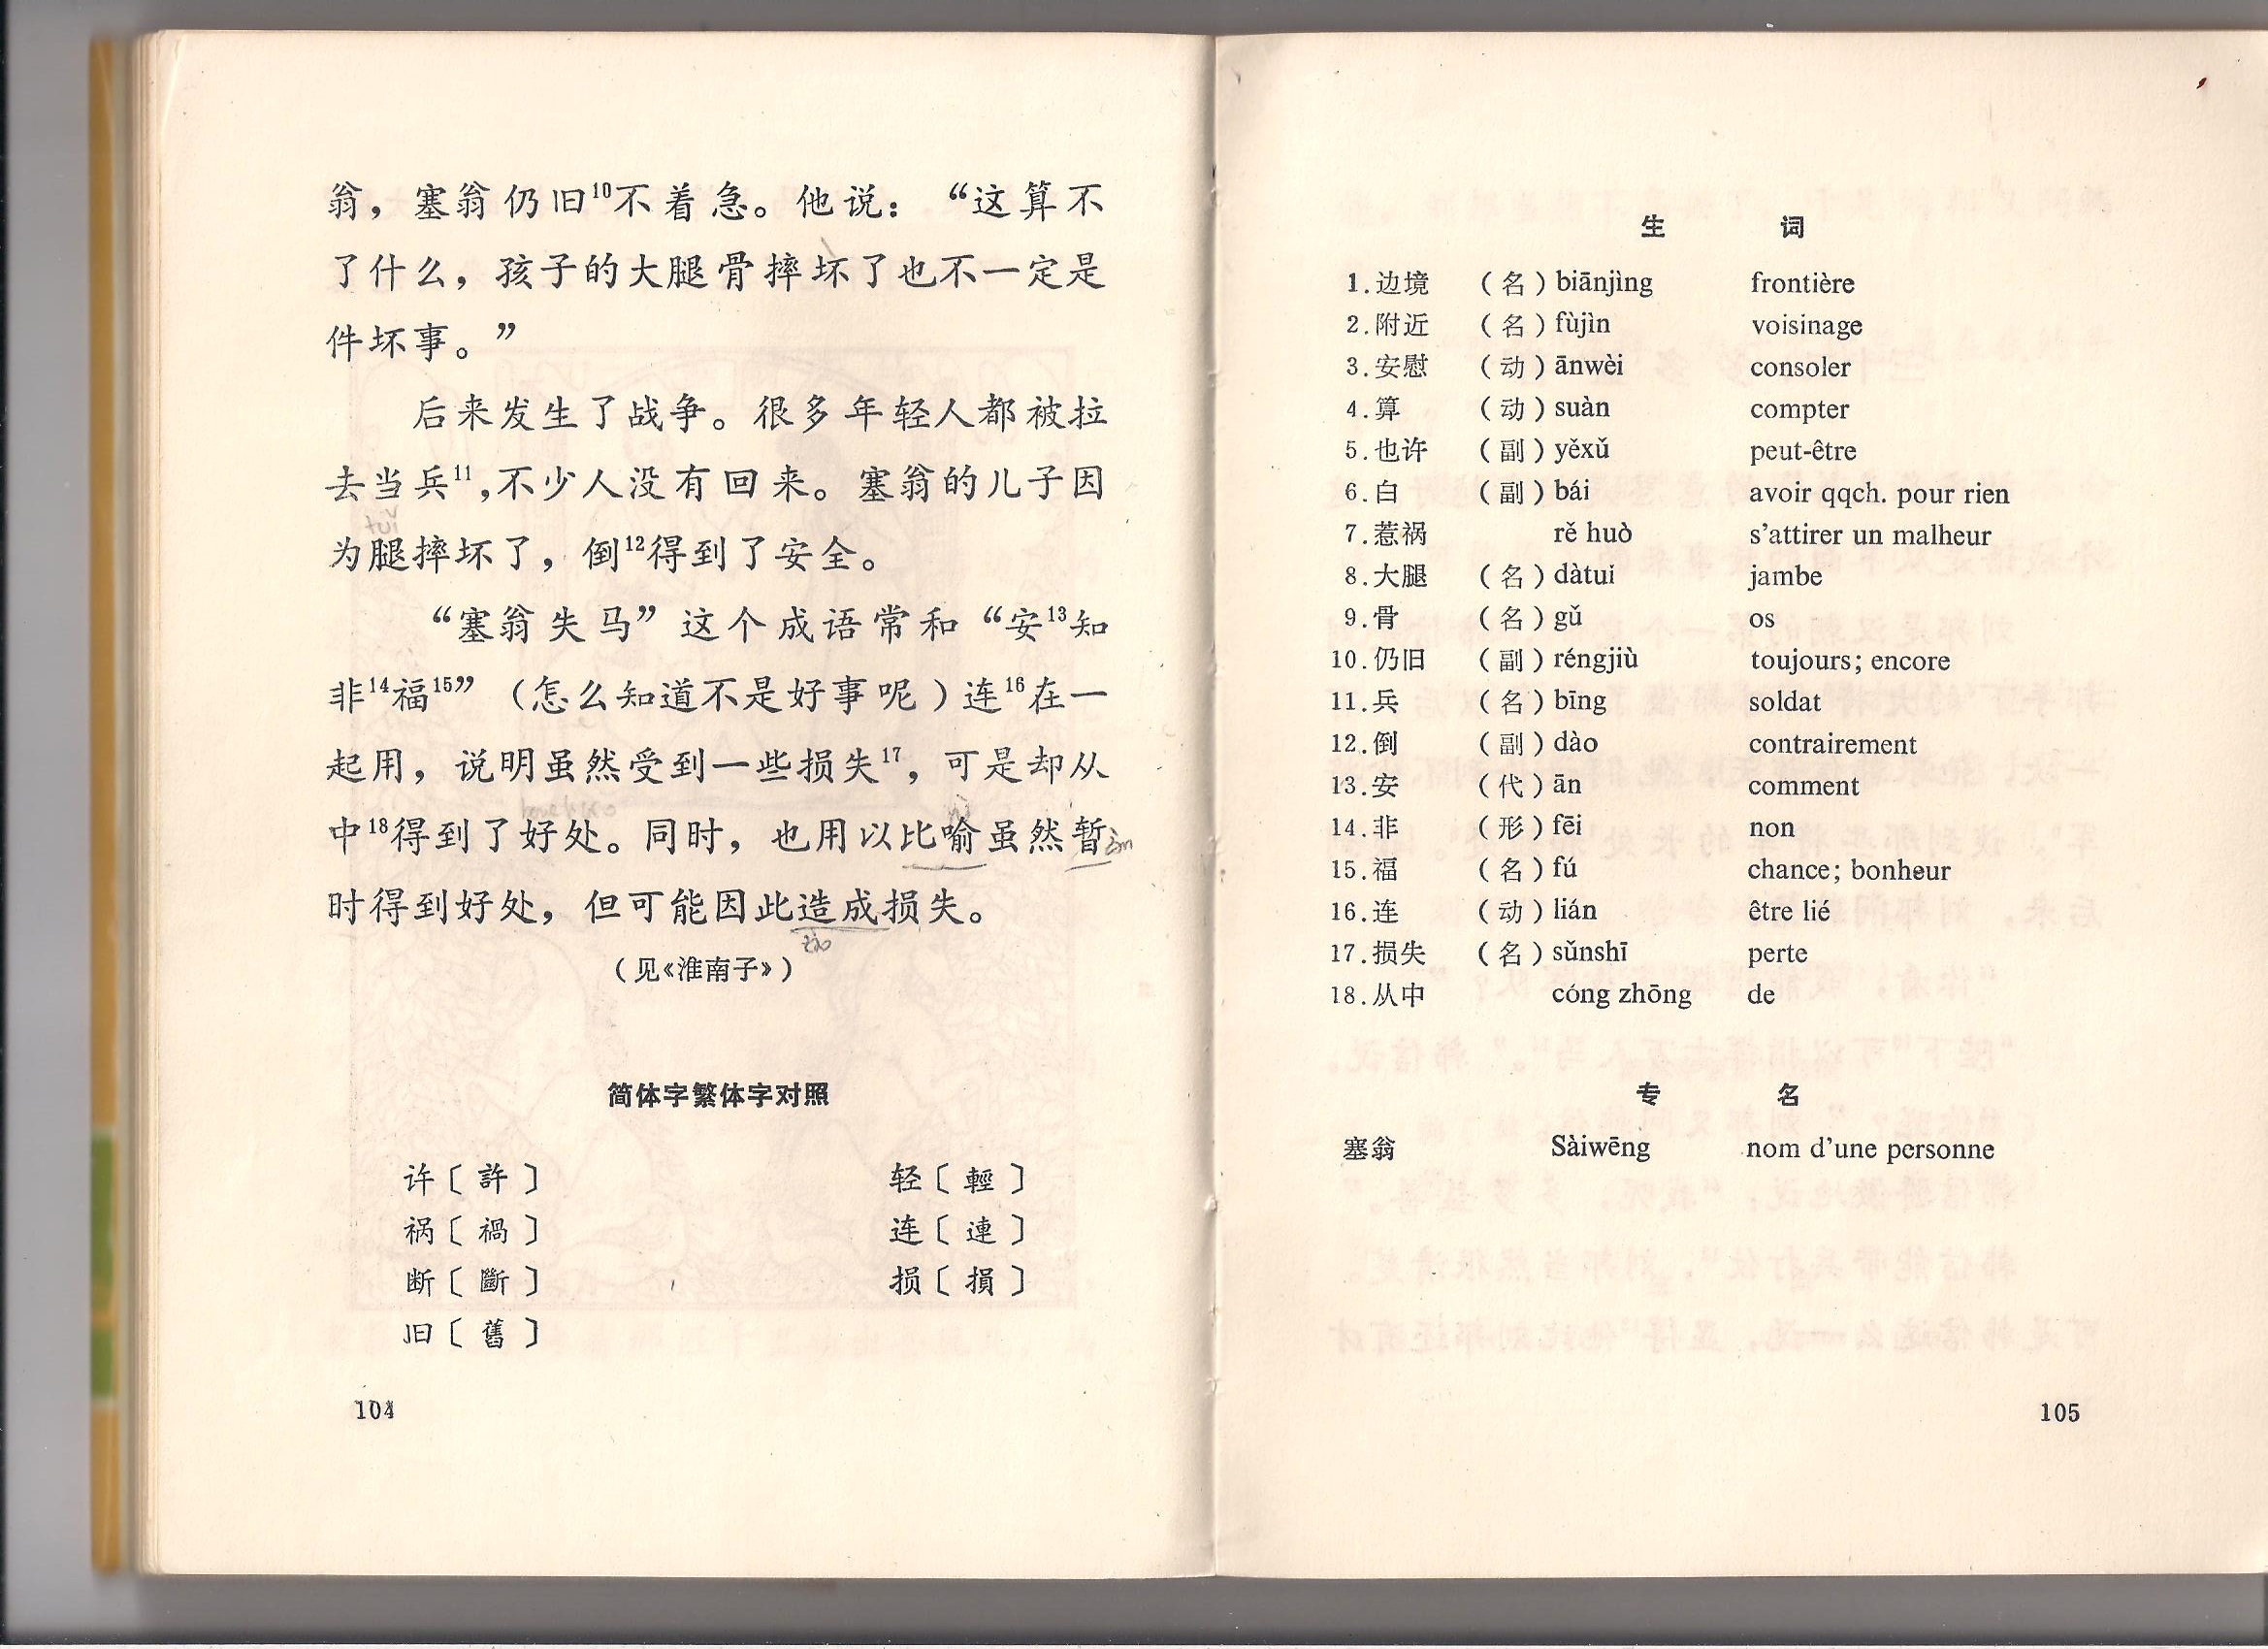 翁，塞翁仍旧10不着急。他说：“这算不
了什么，孩子的大腿骨摔坏了也不一定是
件坏事。”
后来发生了战争。很多年轻人都被拉
去当兵11,不少人没有回来。塞翁的儿子因
为腿摔坏了，倒12得到了安全。
“塞翁失马”这个成语常和“安13知
非14福15”（怎么知道不是好事呢）连16在一
起用，说明虽然受到一些损失17，可是却从
中18得到了好处。同时，也用以比喻虽然暂
时得到好处，但可能因此造成损失。
（见《淮南子》）
简体字繁体字对照
许〔許〕 轻〔輕〕
祸〔禍〕 连〔連〕
断〔斷〕 损〔損〕
旧〔舊〕
104
生 词
1.边境 （名）biānjìng frontière
2.附近 （名）fùjìn voisinage
3.安慰 （动）ānwèi consoler
4.算 （动）suàn compter
5.也许 （副）yěxǔ peut-être
6.白 （副）bái avoir qqch. pour rien
7.惹祸 rě huò s'attirer un malheur
8.大腿 （名）dàtuǐ jambe
9.骨 （名）gǔ os
10.仍旧 （副）réngjiù toujours; encore
11.兵 （名）bīng soldat
12.倒 （副）dào contrairement
13.安 （代）ān comment
14.非 （形）fēi non
15.福 （名）fú chance; bonheur
16.连 （动）lián être lié
17.损失 （名）sǔnshī perte
18.从中 cóng zhōng de
专 名
塞翁 Sàiwēng nom d'une personne
105